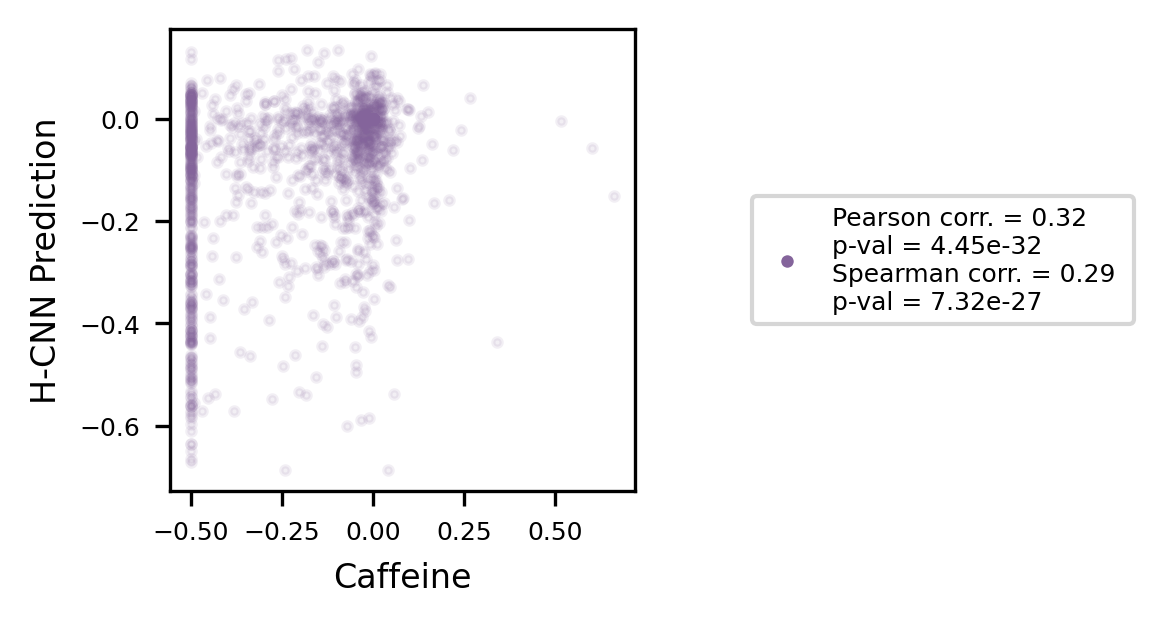 0.0
−0.2
−0.4
−0.6
H-CNN Prediction
−0.50 −0.25 0.00 0.25 0.50
Caffeine
Pearson corr. = 0.32
p-val = 4.45e-32
Spearman corr. = 0.29
p-val = 7.32e-27